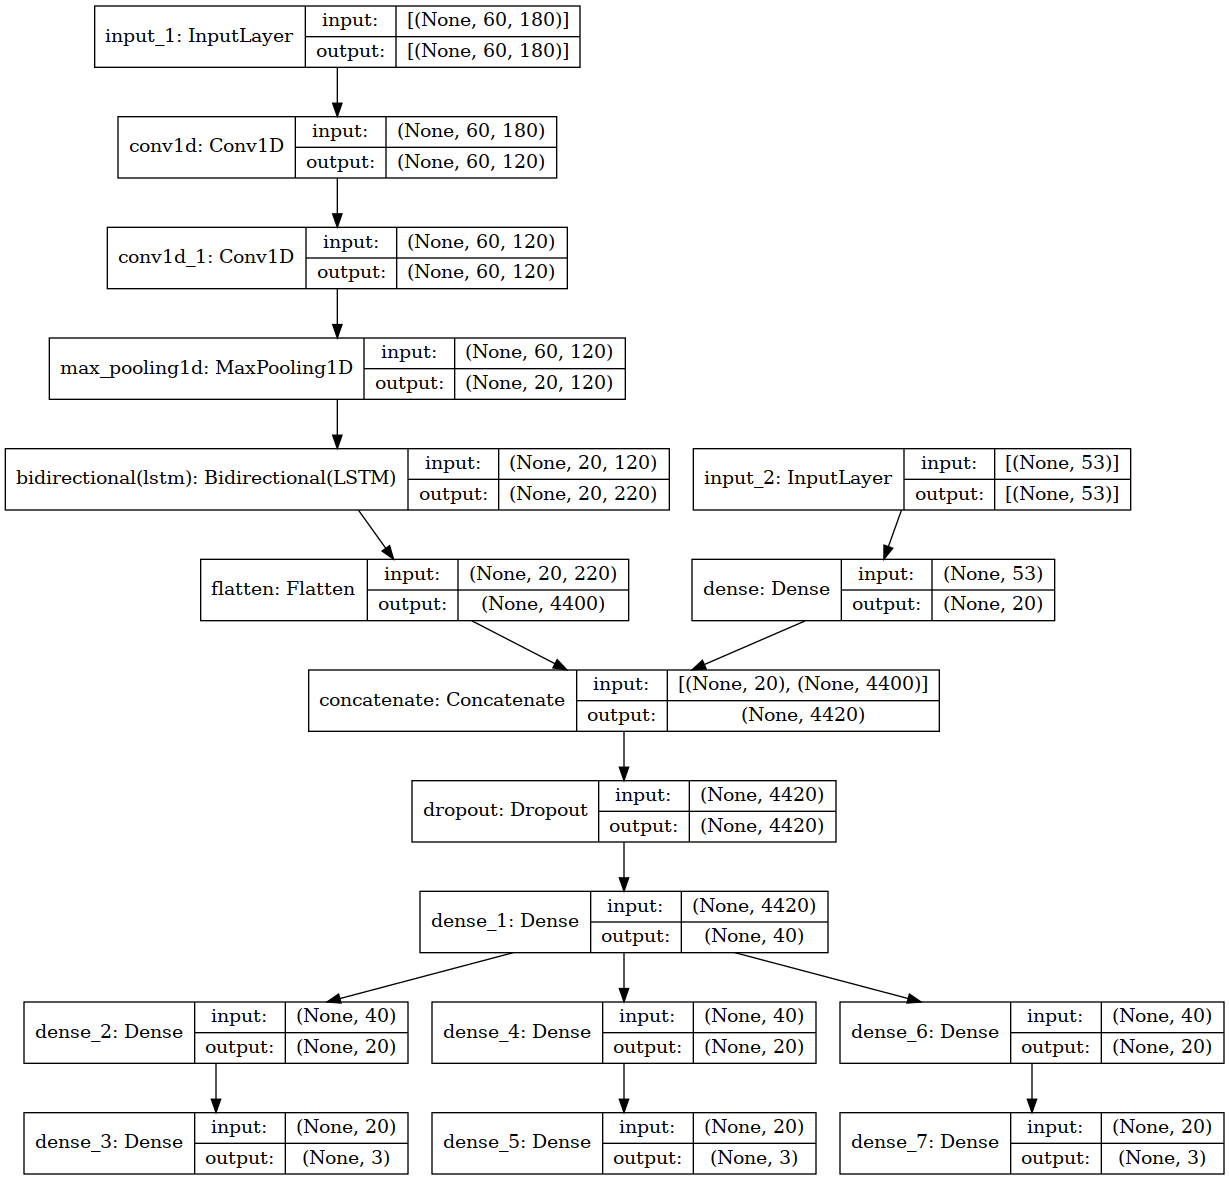 input_1: InputLayer
input: [(None, 60, 180)]
output: [(None, 60, 180)]
conv1d: Conv1D
input: (None, 60, 180)
output: (None, 60, 120)
conv1d_1: Conv1D
input: (None, 60, 120)
output: (None, 60, 120)
max_pooling1d: MaxPooling1D
input: (None, 60, 120)
output: (None, 20, 120)
bidirectional(lstm): Bidirectional(LSTM)
input: (None, 20, 120)
output: (None, 20, 220)
input_2: InputLayer
input: [(None, 53)]
output: [(None, 53)]
flatten: Flatten
input: (None, 20, 220)
output: (None, 4400)
dense: Dense
input: (None, 53)
output: (None, 20)
concatenate: Concatenate
input: [(None, 20), (None, 4400)]
output: (None, 4420)
dropout: Dropout
input: (None, 4420)
output: (None, 4420)
dense_1: Dense
input: (None, 4420)
output: (None, 40)
dense_2: Dense
input: (None, 40)
output: (None, 20)
dense_4: Dense
input: (None, 40)
output: (None, 20)
dense_6: Dense
input: (None, 40)
output: (None, 20)
dense_3: Dense
input: (None, 20)
output: (None, 3)
dense_5: Dense
input: (None, 20)
output: (None, 3)
dense_7: Dense
input: (None, 20)
output: (None, 3)